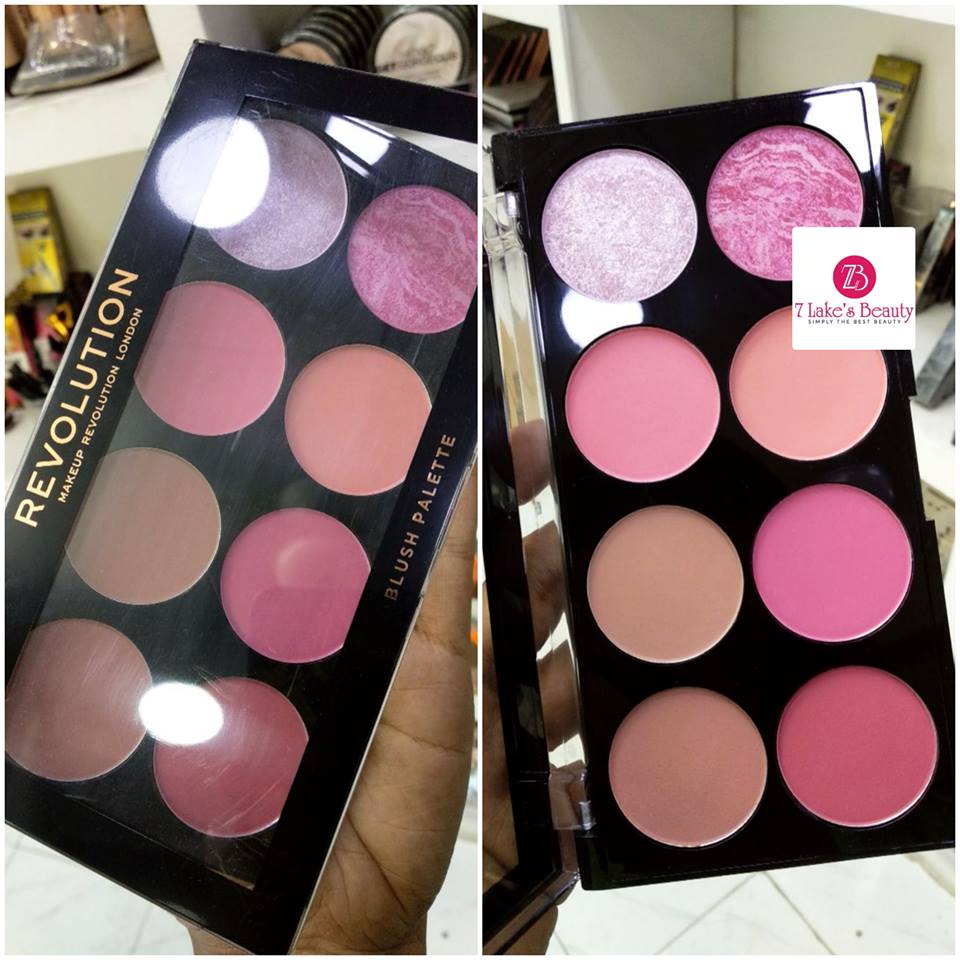 REVOLUTION
MAKEUP REVOLUTION LONDON
BLUSH PALETTE
7 Lake's Beauty
SIMPLY THE BEST BEAUTY